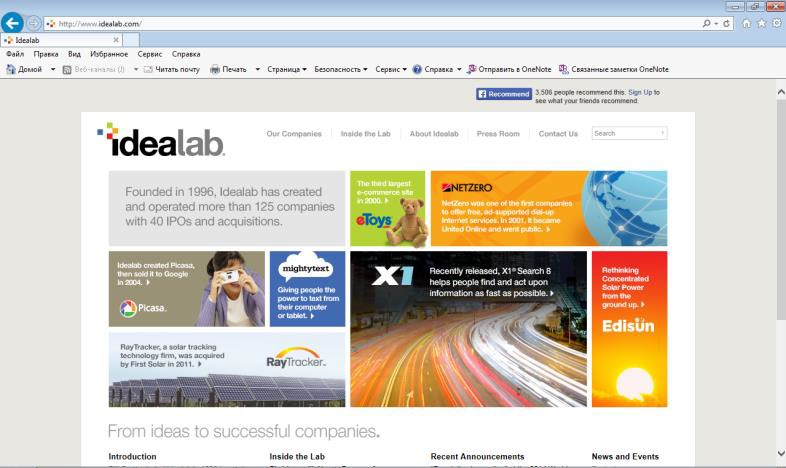 http://www.idealab.com/
Idealab
Файл Правка Вид Избранное Сервис Справка
Домой Веб-каналы (J) Читать почту Печать Страница Безопасность Сервис Справка Отправить в OneNote Связанные заметки OneNote
Recommend 3,506 people recommend this. Sign Up to
see what your friends recommend.
idealab
Our Companies Inside the Lab About Idealab Press Room Contact Us Search
Founded in 1996, Idealab has created
and operated more than 125 companies
with 40 IPOs and acquisitions.
The third largest
e-commerce site
in 2000.
eToys
NETZERO
NetZero was one of the first companies
to offer free, ad-supported dial-up
Internet services. In 2001, it became
United Online and went public.
Idealab created Picasa,
then sold it to Google
in 2004.
Picasa
mightytext
Giving people the
power to text from
their computer
or tablet.
X1
Recently released, X1® Search 8
helps people find and act upon
information as fast as possible.
Rethinking
Concentrated
Solar Power
from the
ground up.
Edisun
RayTracker, a solar tracking
technology firm, was acquired
by First Solar in 2011.
RayTracker
From ideas to successful companies.
Introduction Inside the Lab Recent Announcements News and Events